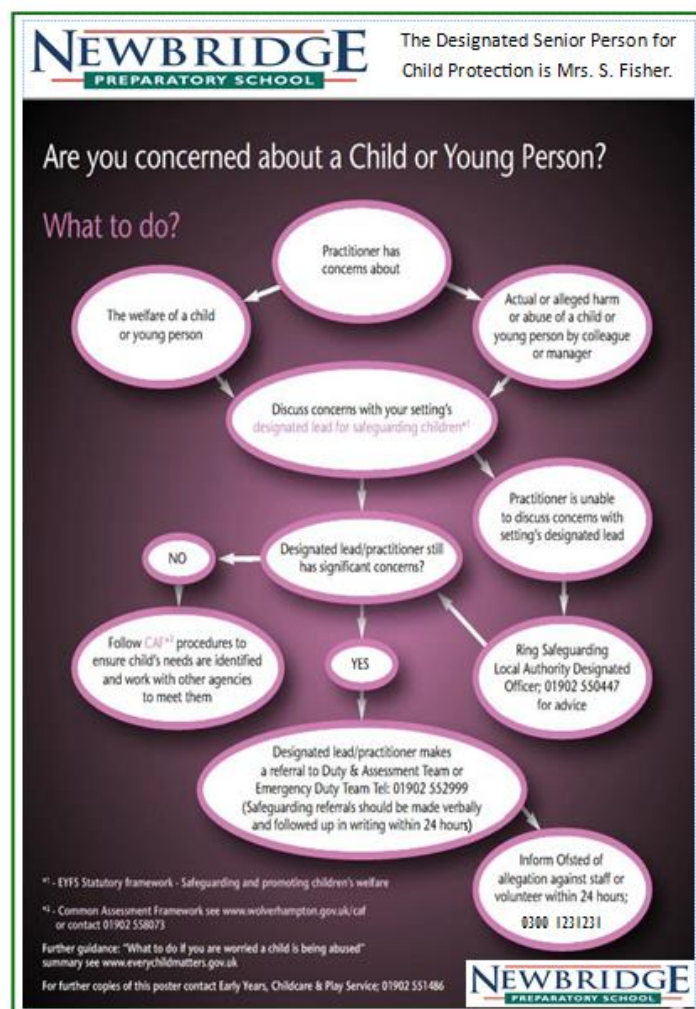 NEWBRIDGE
PREPARATORY SCHOOL
The Designated Senior Person for
Child Protection is Mrs. S. Fisher.
Are you concerned about a Child or Young Person?
What to do?
Practitioner has
concerns about
The welfare of a child
or young person
Actual or alleged harm
or abuse of a child or
young person by colleague
or manager
Discuss concerns with your setting's
designated lead for safeguarding children*1
Practitioner is unable
to discuss concerns with
setting's designated lead
Designated lead/practitioner still
has significant concerns?
NO
Follow CAF*2 procedures to
ensure child's needs are identified
and work with other agencies
to meet them
YES
Ring Safeguarding
Local Authority Designated
Officer; 01902 550447
for advice
Designated lead/practitioner makes
a referral to Duty & Assessment Team or
Emergency Duty Team Tel: 01902 552999
(Safeguarding referrals should be made verbally
and followed up in writing within 24 hours)
Inform Ofsted of
allegation against staff or
volunteer within 24 hours;
0300 1231231
*1 - EYFS Statutory framework - Safeguarding and promoting children's welfare
*2 - Common Assessment Framework see www.wolverhampton.gov.uk/caf
or contact 01902 558073
Further guidance: "What to do if you are worried a child is being abused"
summary see www.everychildmatters.gov.uk
For further copies of this poster contact Early Years, Childcare & Play Service; 01902 551486
NEWBRIDGE
PREPARATORY SCHOOL